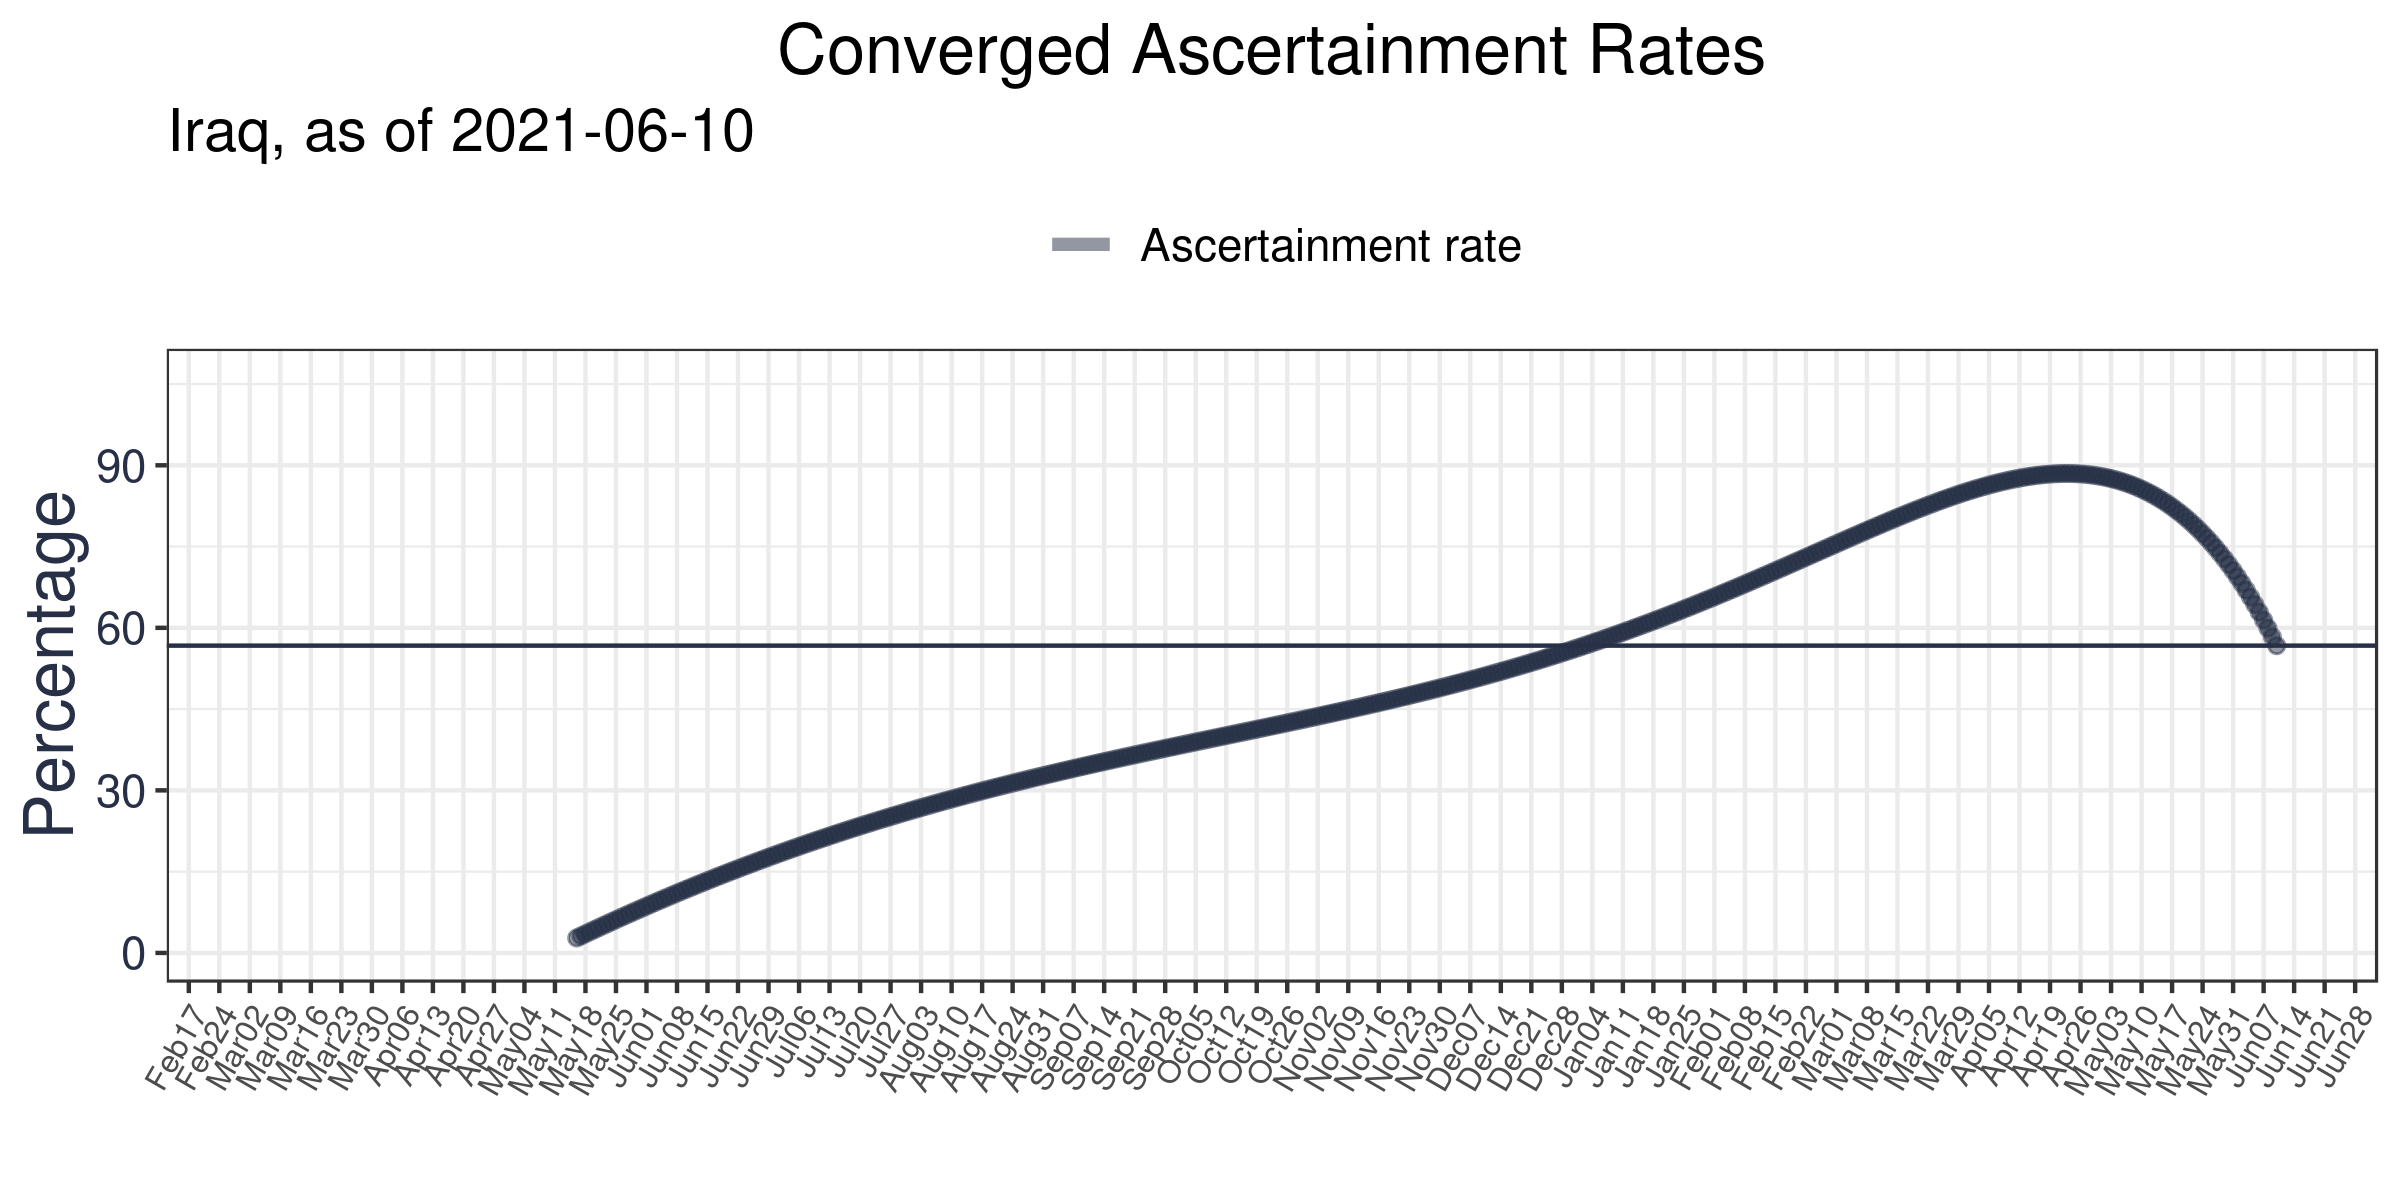 Converged Ascertainment Rates
Iraq, as of 2021-06-10
Ascertainment rate
Percentage
90
60
30
0
Feb17 Feb24 Mar02 Mar09 Mar16 Mar23 Mar30 Apr06 Apr13 Apr20 Apr27 May04 May11 May18 May25 Jun01 Jun08 Jun15 Jun22 Jun29 Jul06 Jul13 Jul20 Jul27 Aug03 Aug10 Aug17 Aug24 Aug31 Sep07 Sep14 Sep21 Sep28 Oct05 Oct12 Oct19 Oct26 Nov02 Nov09 Nov16 Nov23 Nov30 Dec07 Dec14 Dec21 Dec28 Jan04 Jan11 Jan18 Jan25 Feb01 Feb08 Feb15 Feb22 Mar01 Mar08 Mar15 Mar22 Mar29 Apr05 Apr12 Apr19 Apr26 May03 May10 May17 May24 May31 Jun07 Jun14 Jun21 Jun28